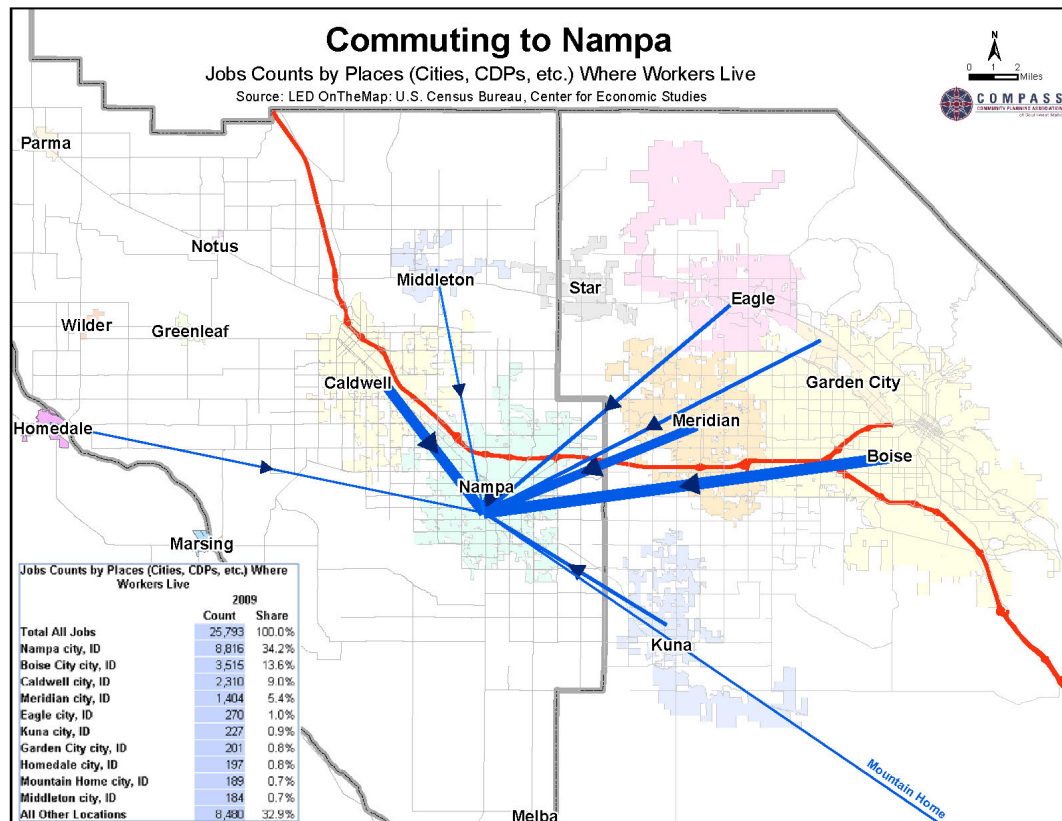 Commuting to Nampa
Jobs Counts by Places (Cities, CDPs, etc.) Where Workers Live
Source: LED OnTheMap: U.S. Census Bureau, Center for Economic Studies
N
0 1 2
Miles
COMPASS
COMMUNITY PLANNING ASSOCIATION
of Southwest Idaho
Parma
Notus
Middleton
Star
Eagle
Wilder
Greenleaf
Caldwell
Garden City
Homedale
Meridian
Boise
Nampa
Marsing
Kuna
Mountain Home
Melba
Jobs Counts by Places (Cities, CDPs, etc.) Where
Workers Live
2009
Count Share
Total All Jobs 25,793 100.0%
Nampa city, ID 8,816 34.2%
Boise City city, ID 3,515 13.6%
Caldwell city, ID 2,310 9.0%
Meridian city, ID 1,404 5.4%
Eagle city, ID 270 1.0%
Kuna city, ID 227 0.9%
Garden City city, ID 201 0.8%
Homedale city, ID 197 0.8%
Mountain Home city, ID 189 0.7%
Middleton city, ID 184 0.7%
All Other Locations 8,480 32.9%